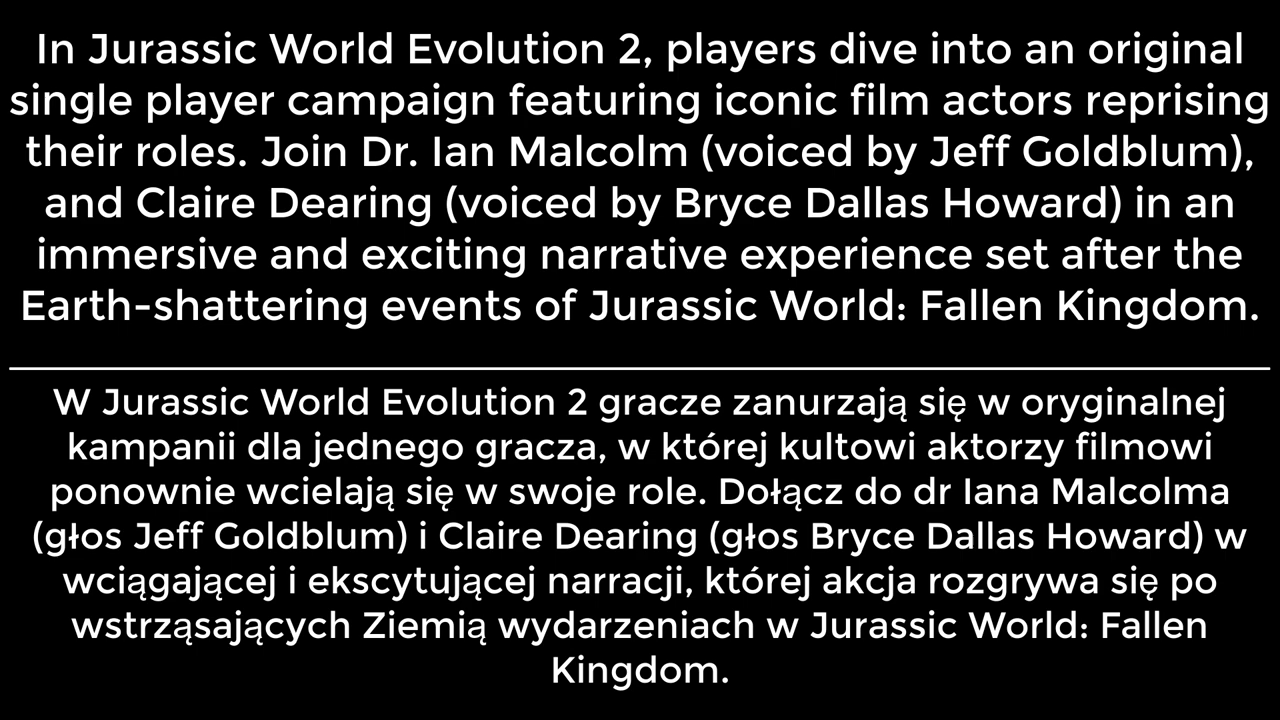 In Jurassic World Evolution 2, players dive into an original
single player campaign featuring iconic film actors reprising
their roles. Join Dr. Ian Malcolm (voiced by Jeff Goldblum),
and Claire Dearing (voiced by Bryce Dallas Howard) in an
immersive and exciting narrative experience set after the
Earth-shattering events of Jurassic World: Fallen Kingdom.
W Jurassic World Evolution 2 gracze zanurzają się w oryginalnej
kampanii dla jednego gracza, w której kultowi aktorzy filmowi
ponownie wcielają się w swoje role. Dołącz do dr Iana Malcolma
(głos Jeff Goldblum) i Claire Dearing (głos Bryce Dallas Howard) w
wciągającej i ekscytującej narracji, której akcja rozgrywa się po
wstrząsających Ziemią wydarzeniach w Jurassic World: Fallen
Kingdom.